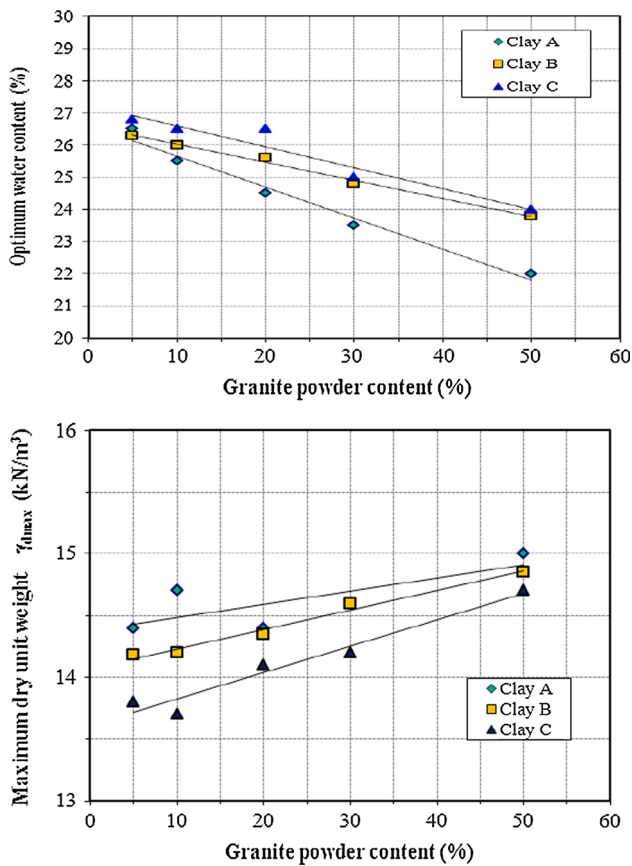 30
29
28
27
26
25
24
23
22
21
20
Optimum water content (%)
Clay A
Clay B
Clay C
0 10 20 30 40 50 60
Granite powder content (%)
16
15
14
13
Maximum dry unit weight γdmax (kN/m³)
Clay A
Clay B
Clay C
0 10 20 30 40 50 60
Granite powder content (%)